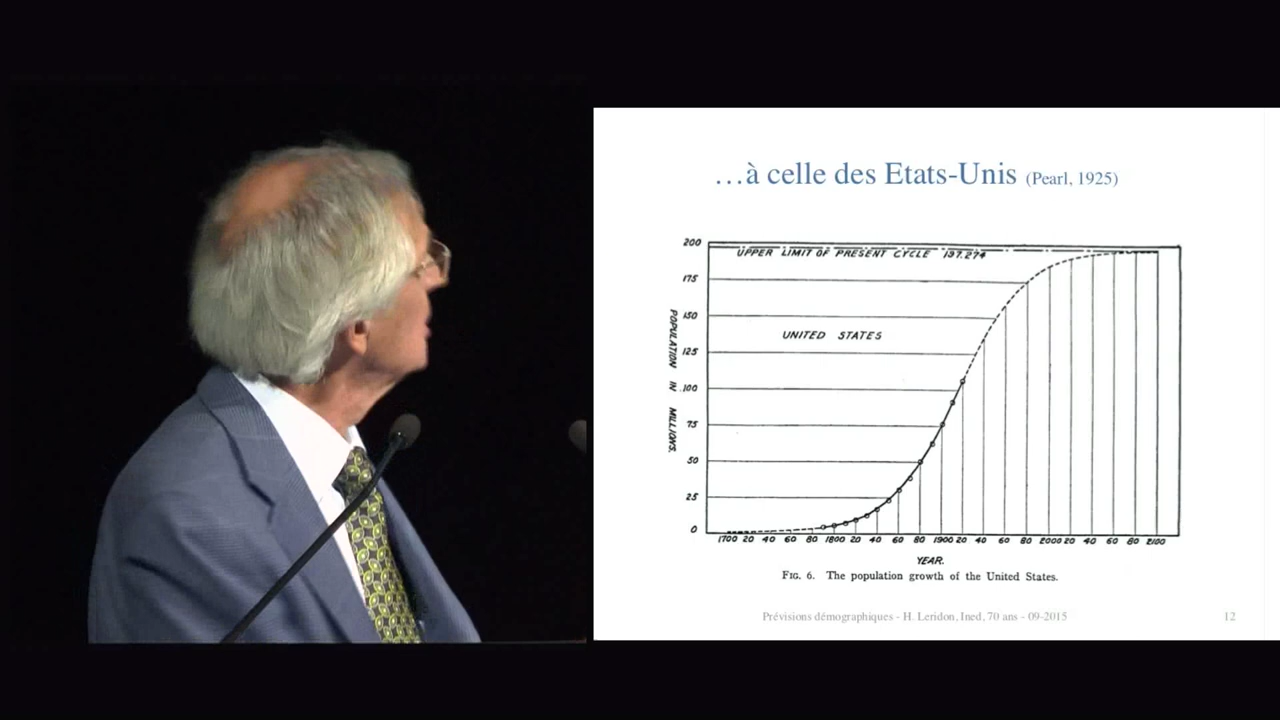 …à celle des Etats-Unis (Pearl, 1925)
200
UPPER LIMIT OF PRESENT CYCLE 197.274
175
150
UNITED STATES
125
100
75
50
25
0
POPULATION IN MILLIONS.
1700 20 40 60 80 1800 20 40 60 80 1900 20 40 60 80 2000 20 40 60 80 2100
YEAR.
FIG. 6. The population growth of the United States.
Prévisions démographiques - H. Leridon, Ined, 70 ans - 09-2015
12